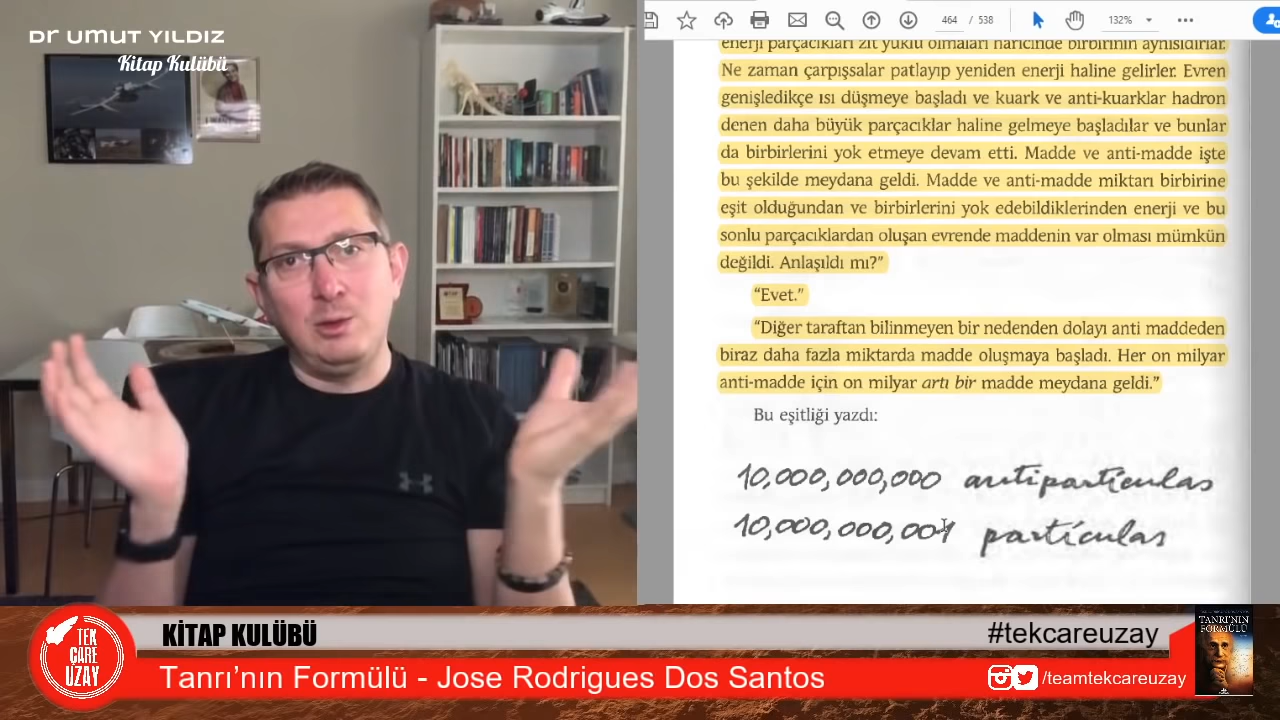 DR UMUT YILDIZ
Kitap Kulübü
464 / 538
132%
enerji parçacıkları zıt yüklü olmaları haricinde birbirinin aynısıdırlar.
Ne zaman çarpışsalar patlayıp yeniden enerji haline gelirler. Evren
genişledikçe ısı düşmeye başladı ve kuark ve anti-kuarklar hadron
denen daha büyük parçacıklar haline gelmeye başladılar ve bunlar
da birbirlerini yok etmeye devam etti. Madde ve anti-madde işte
bu şekilde meydana geldi. Madde ve anti-madde miktarı birbirine
eşit olduğundan ve birbirlerini yok edebildiklerinden enerji ve bu
sonlu parçacıklardan oluşan evrende maddenin var olması mümkün
değildi. Anlaşıldı mı?”
“Evet.”
“Diğer taraftan bilinmeyen bir nedenden dolayı anti maddeden
biraz daha fazla miktarda madde oluşmaya başladı. Her on milyar
anti-madde için on milyar artı bir madde meydana geldi.”
Bu eşitliği yazdı:
10,000,000,000 antipartículas
10,000,000,001 partículas
TEK
ÇARE
UZAY
KİTAP KULÜBÜ
#tekcareuzay
Tanrı’nın Formülü - Jose Rodrigues Dos Santos
/teamtekcareuzay
TANRI'NIN
FORMÜLÜ